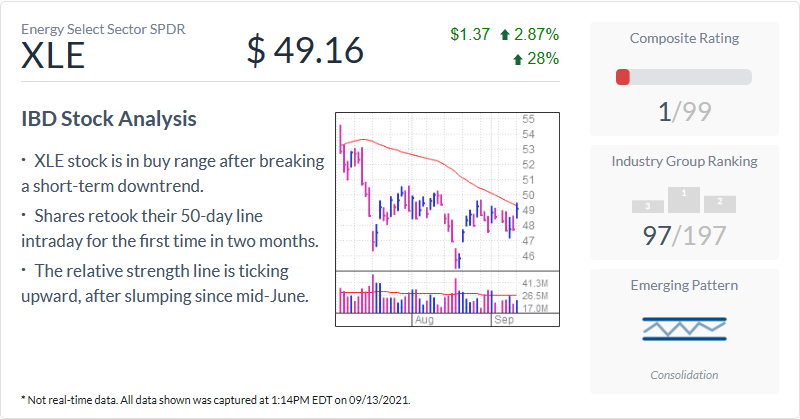 Energy Select Sector SPDR
XLE
$ 49.16
$1.37 2.87%
28%
IBD Stock Analysis
· XLE stock is in buy range after breaking
a short-term downtrend.
· Shares retook their 50-day line
intraday for the first time in two months.
· The relative strength line is ticking
upward, after slumping since mid-June.
55
54
53
52
51
50
49
48
47
46
41.3M
26.5M
17.0M
Aug
Sep
Composite Rating
1/99
Industry Group Ranking
3
1
2
97/197
Emerging Pattern
Consolidation
* Not real-time data. All data shown was captured at 1:14PM EDT on 09/13/2021.